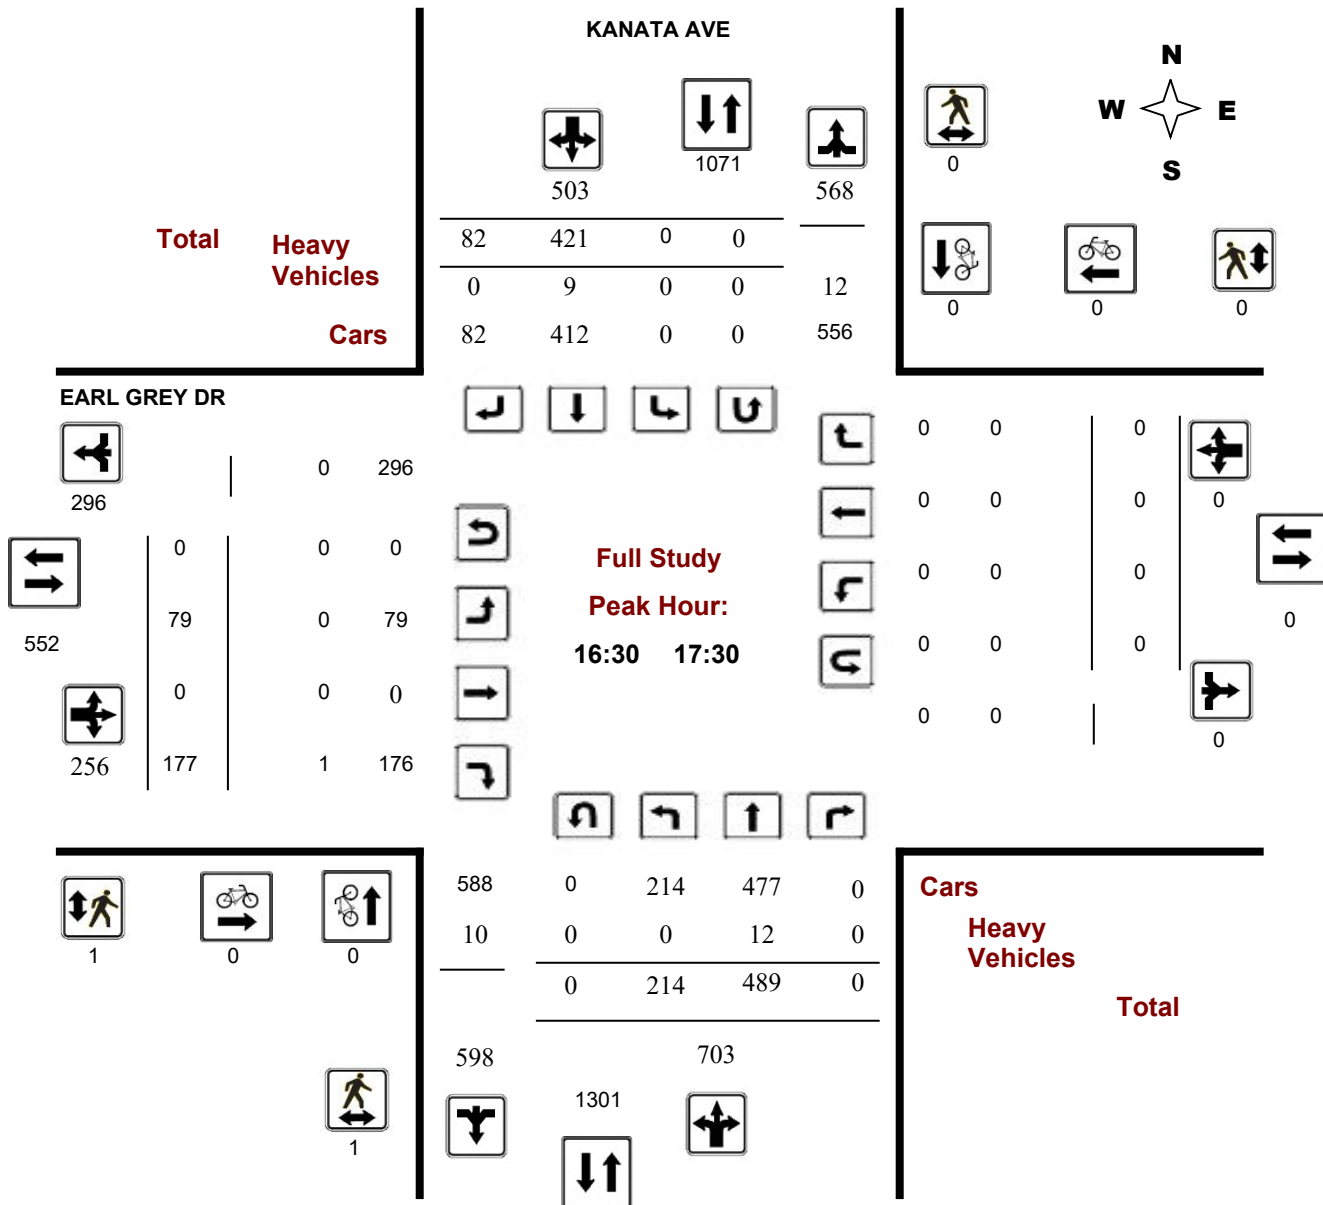 KANATA AVE
N
W E
S
503
1071
568
0
Total
Heavy
Vehicles
Cars
82 421 0 0
0 9 0 0 12
82 412 0 0 556
0 0 0
EARL GREY DR
296
0 296
0 0 0
79 0 79
552
0 0 0
256
177 1 176
Full Study
Peak Hour:
16:30 17:30
0 0 0
0 0 0 0
0 0 0
0
0 0 0
0 0
0
1 0 0
588 0 214 477 0
10 0 0 12 0
0 214 489 0
598
703
1301
1
Cars
Heavy
Vehicles
Total